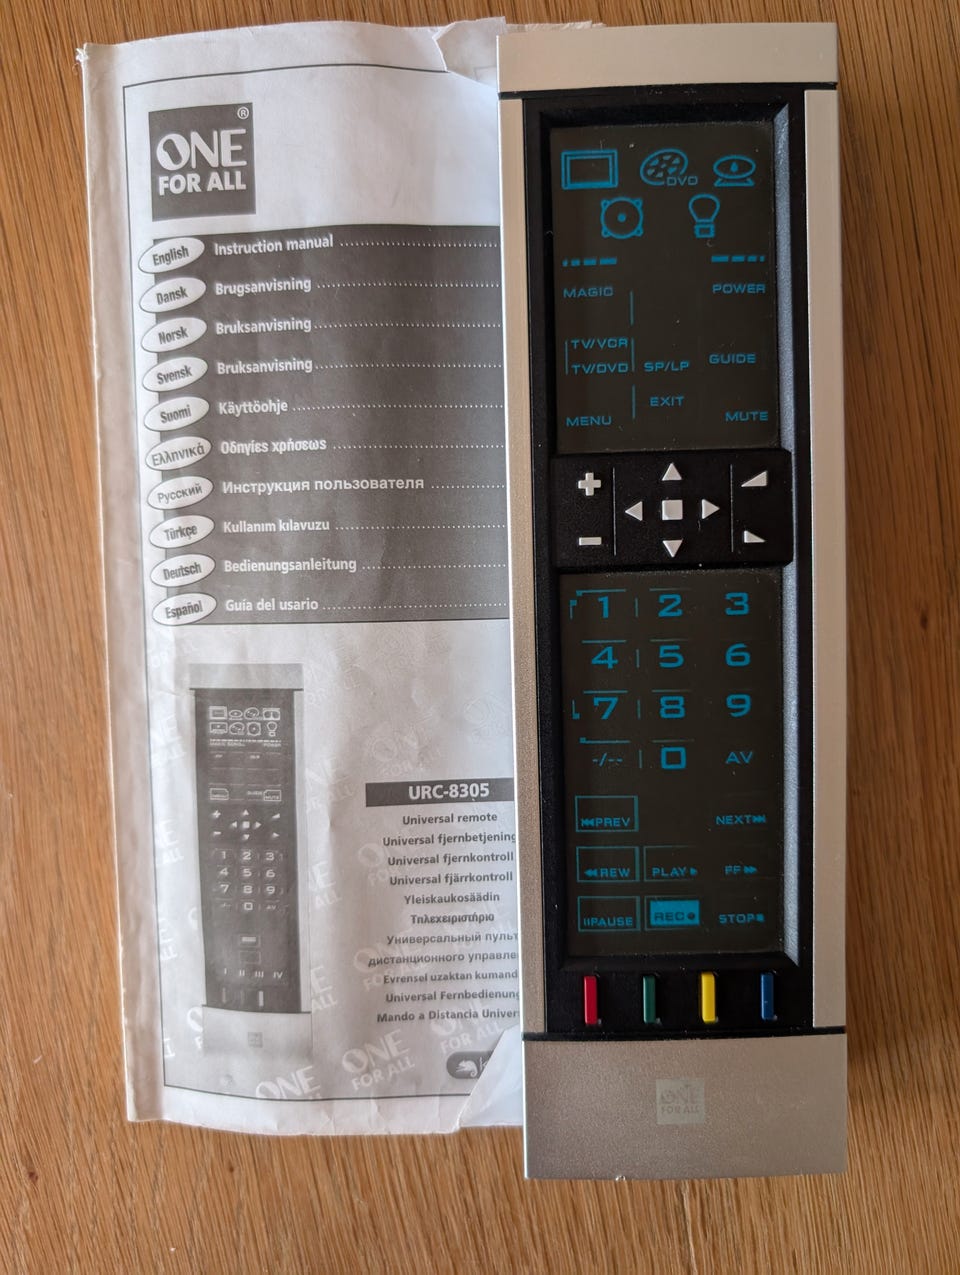 ONE
FOR ALL
®
English Instruction manual
Dansk Brugsanvisning
Norsk Bruksanvisning
Svensk Bruksanvisning
Suomi Käyttöohje
Ελληνικά Οδηγίες χρήσεως
Русский Инструкция пользователя
Türkçe Kullanım kılavuzu
Deutsch Bedienungsanleitung
Español Guía del usario
URC-8305
Universal remote
Universal fjernbetjening
Universal fjernkontroll
Universal fjärrkontroll
Yleiskaukosäädin
Τηλεχειριστήριο
Универсальный пульт
дистанционного управле
Evrensel uzaktan kumand
Universal Fernbedienung
Mando a Distancia Univer
DVD
MAGIC POWER
TV/VCR
TV/DVD SP/LP GUIDE
EXIT
MENU MUTE
1 2 3
4 5 6
7 8 9
-/-- 0 AV
PREV NEXT
REW PLAY FF
PAUSE REC STOP
ONE
FOR ALL